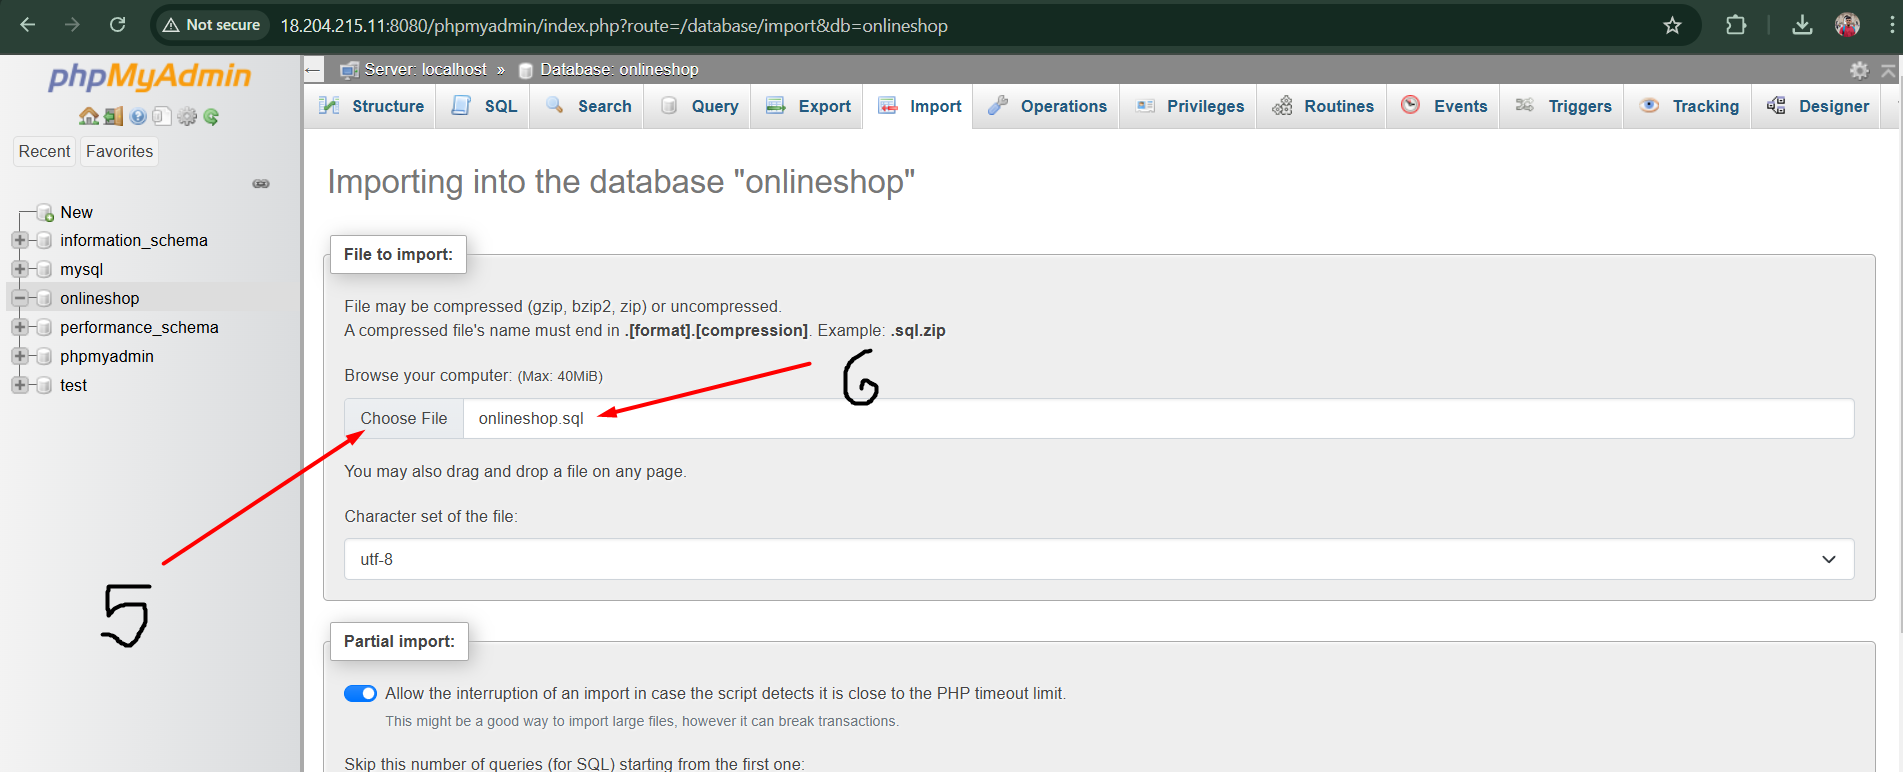 Not secure 18.204.215.11:8080/phpmyadmin/index.php?route=/database/import&db=onlineshop
phpMyAdmin
Recent Favorites
New
information_schema
mysql
onlineshop
performance_schema
phpmyadmin
test
Server: localhost » Database: onlineshop
Structure SQL Search Query Export Import Operations Privileges Routines Events Triggers Tracking Designer
Importing into the database "onlineshop"
File to import:
File may be compressed (gzip, bzip2, zip) or uncompressed.
A compressed file's name must end in .[format].[compression]. Example: .sql.zip
Browse your computer: (Max: 40MiB)
6
Choose File onlineshop.sql
You may also drag and drop a file on any page.
Character set of the file:
utf-8
5
Partial import:
Allow the interruption of an import in case the script detects it is close to the PHP timeout limit.
This might be a good way to import large files, however it can break transactions.
Skip this number of queries (for SQL) starting from the first one: